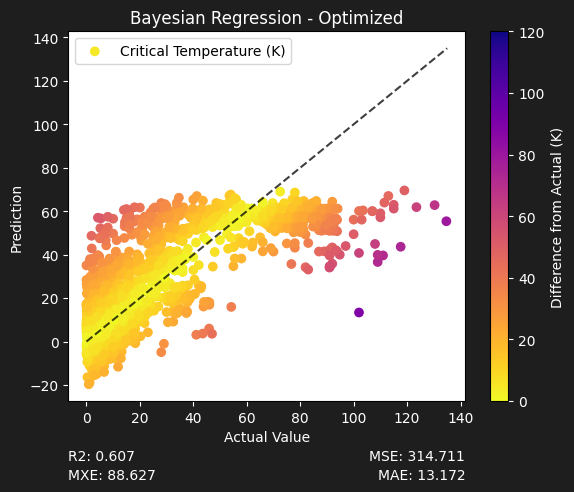 Bayesian Regression - Optimized
Critical Temperature (K)
140
120
100
80
60
40
20
0
−20
Prediction
0
20
40
60
80
100
120
140
Actual Value
120
100
80
60
40
20
0
Difference from Actual (K)
R2: 0.607
MSE: 314.711
MXE: 88.627
MAE: 13.172